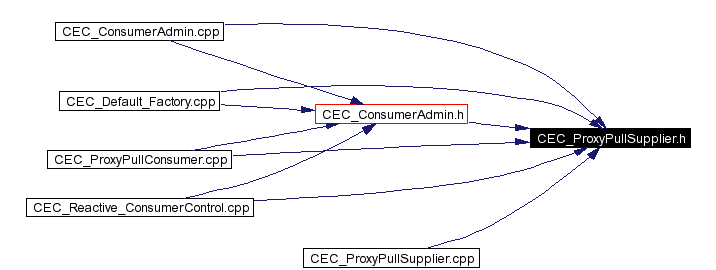 CEC_ConsumerAdmin.cpp
CEC_Default_Factory.cpp
CEC_ConsumerAdmin.h
CEC_ProxyPullSupplier.h
CEC_ProxyPullConsumer.cpp
CEC_Reactive_ConsumerControl.cpp
CEC_ProxyPullSupplier.cpp